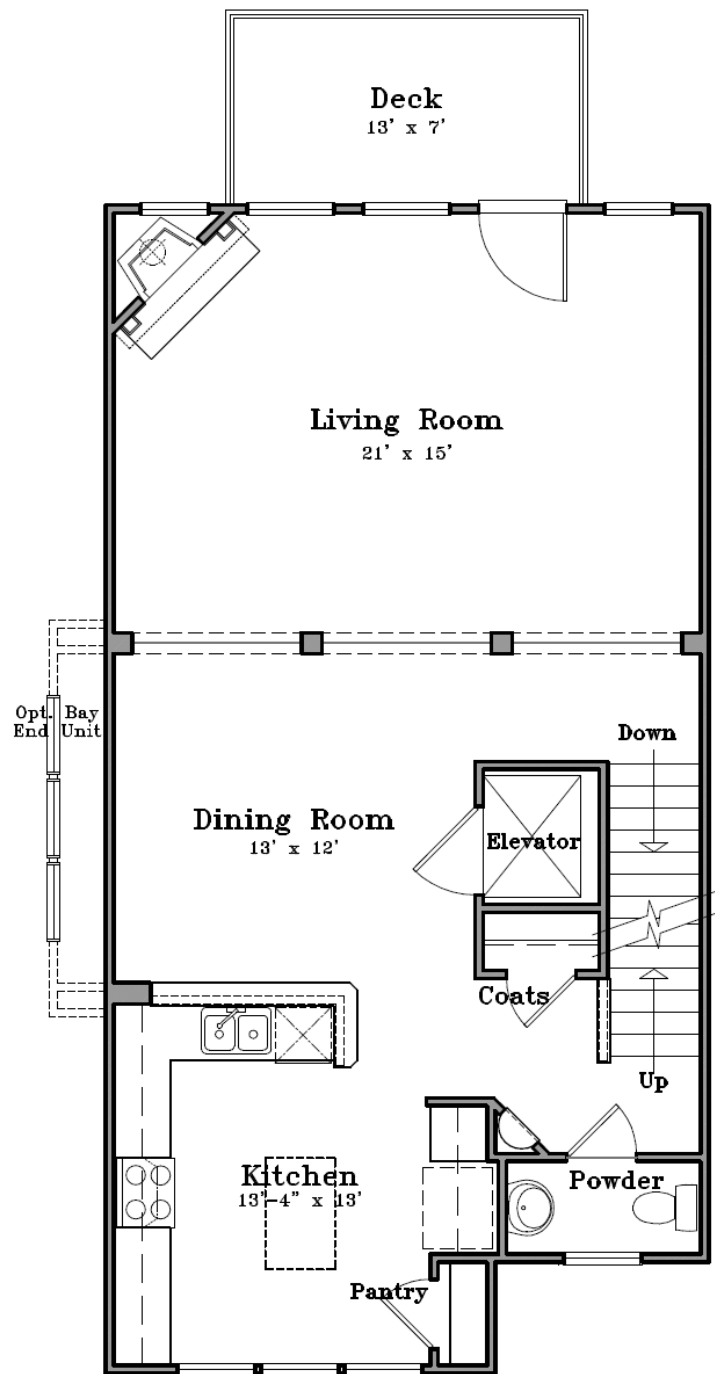 Deck
13' x 7'
Living Room
21' x 15'
Opt. Bay
End Unit
Down
Dining Room
13' x 12'
Elevator
Coats
Up
Kitchen
13'-4" x 13'
Powder
Pantry